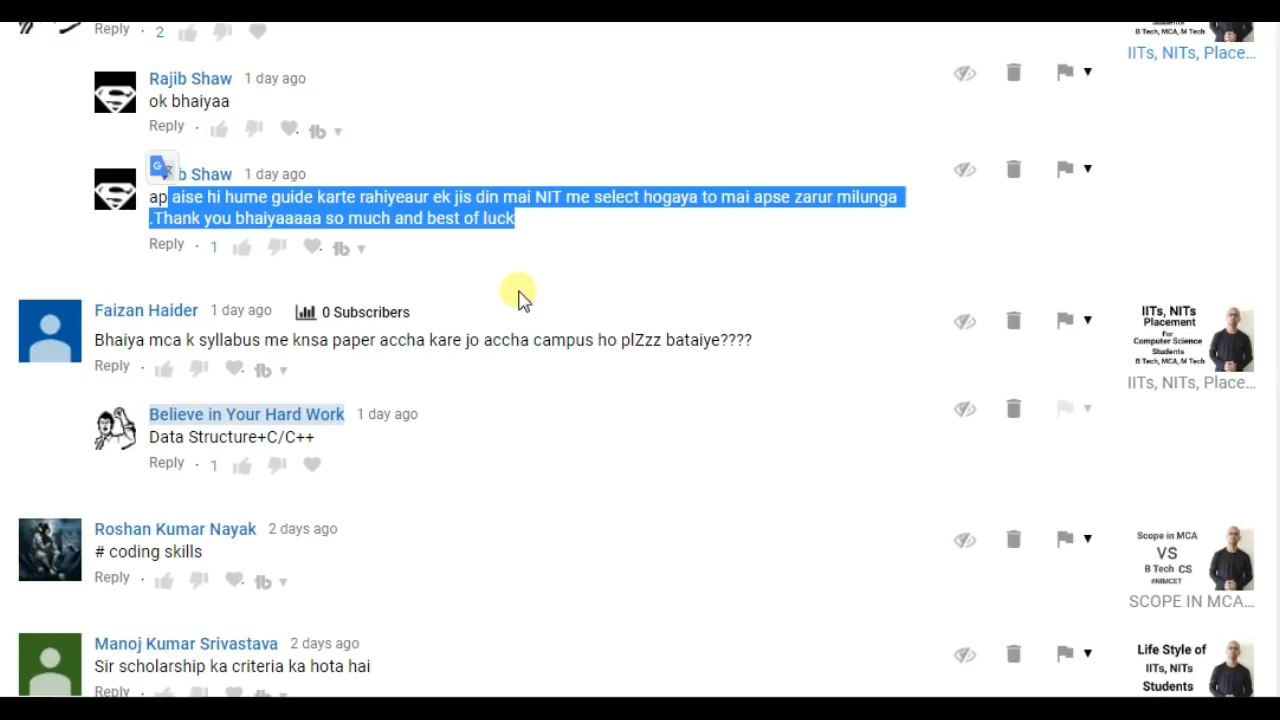 Reply · 2
Students
B Tech, MCA, M Tech
IITs, NITs, Place...
Rajib Shaw 1 day ago
ok bhaiyaa
Reply ·
b Shaw 1 day ago
ap aise hi hume guide karte rahiyeaur ek jis din mai NIT me select hogaya to mai apse zarur milunga
.Thank you bhaiyaaaaa so much and best of luck
Reply · 1
Faizan Haider 1 day ago 0 Subscribers
Bhaiya mca k syllabus me knsa paper accha kare jo accha campus ho plZzz bataiye????
Reply ·
IITs, NITs
Placement
For
Computer Science
Students
B Tech, MCA, M Tech
IITs, NITs, Place...
Believe in Your Hard Work 1 day ago
Data Structure+C/C++
Reply · 1
Roshan Kumar Nayak 2 days ago
# coding skills
Reply ·
Scope in MCA
VS
B Tech CS
#NIMCET
SCOPE IN MCA...
Manoj Kumar Srivastava 2 days ago
Sir scholarship ka criteria ka hota hai
Reply
Life Style of
IITs, NITs
Students